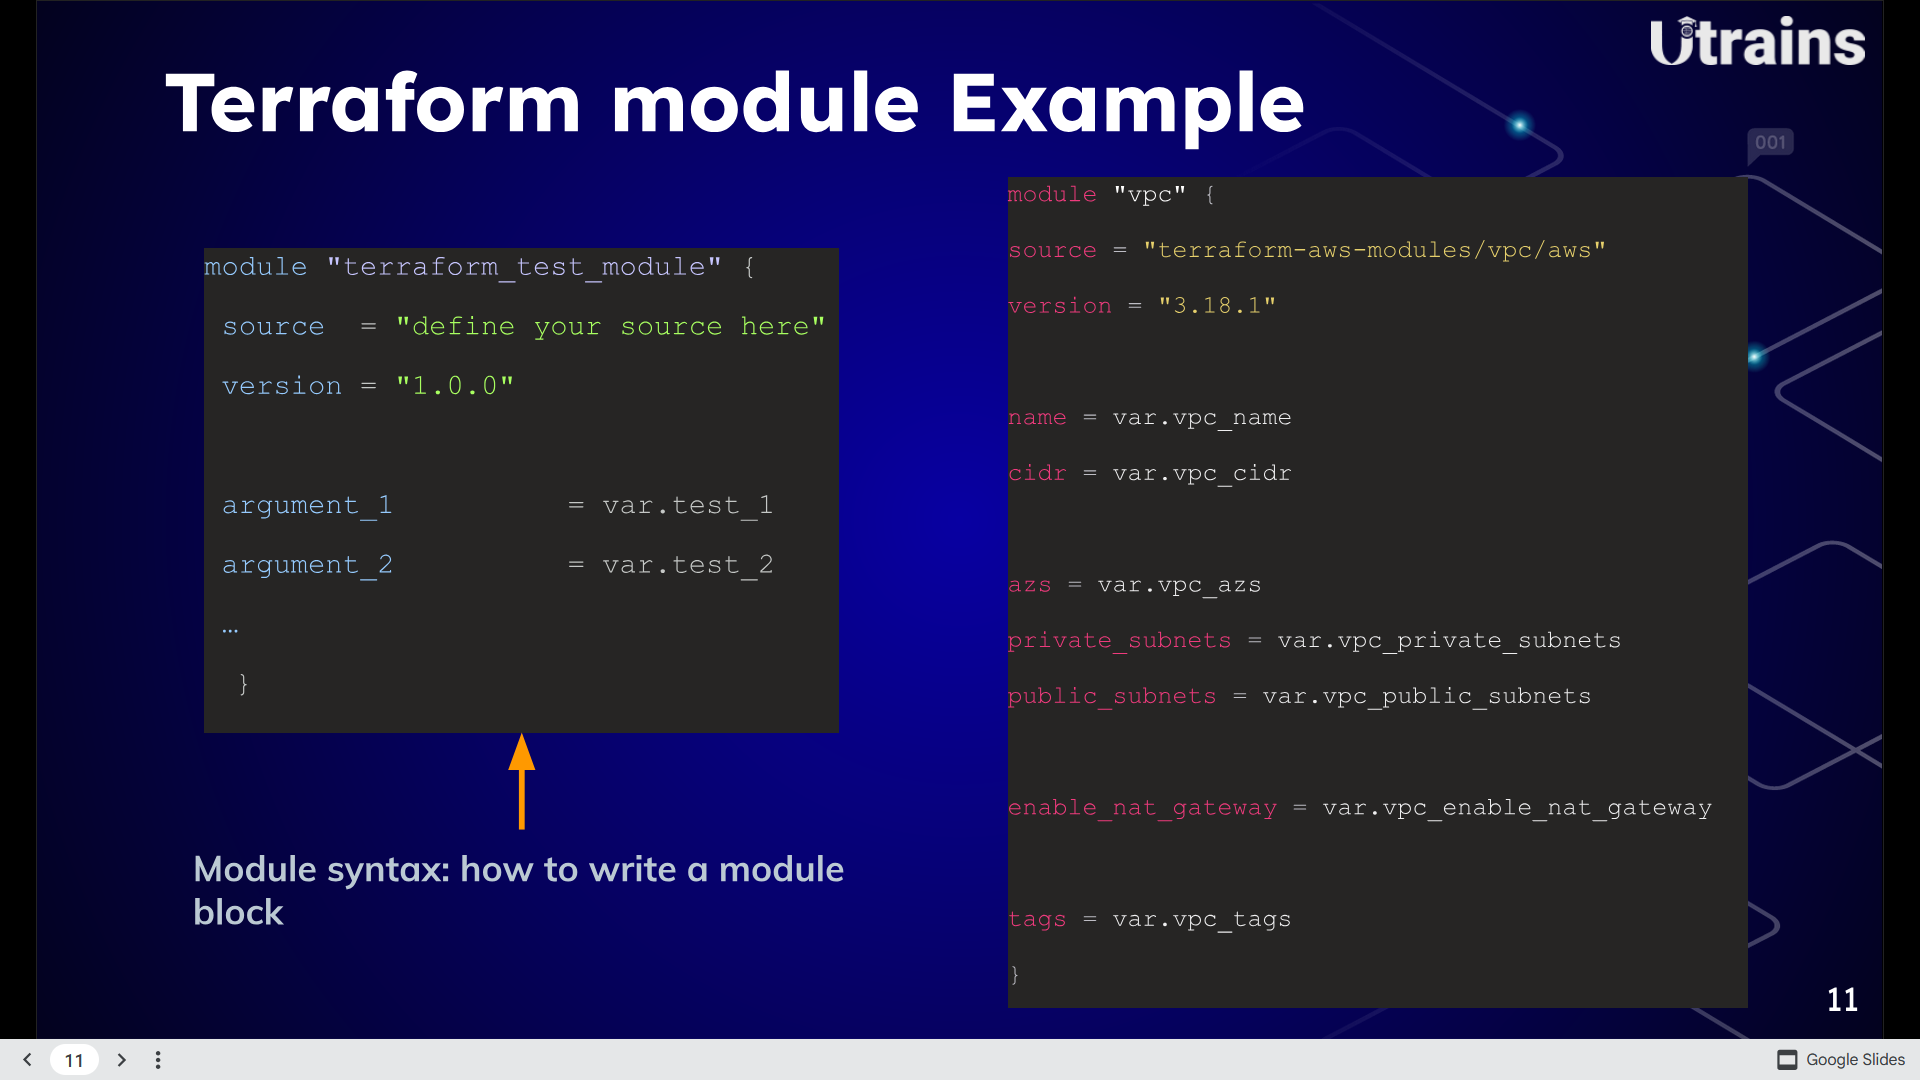 Utrains
Terraform module Example
001
module "terraform_test_module" {
source = "define your source here"
version = "1.0.0"
argument_1 = var.test_1
argument_2 = var.test_2
…
}
Module syntax: how to write a module
block
module "vpc" {
source = "terraform-aws-modules/vpc/aws"
version = "3.18.1"
name = var.vpc_name
cidr = var.vpc_cidr
azs = var.vpc_azs
private_subnets = var.vpc_private_subnets
public_subnets = var.vpc_public_subnets
enable_nat_gateway = var.vpc_enable_nat_gateway
tags = var.vpc_tags
}
11
11
Google Slides